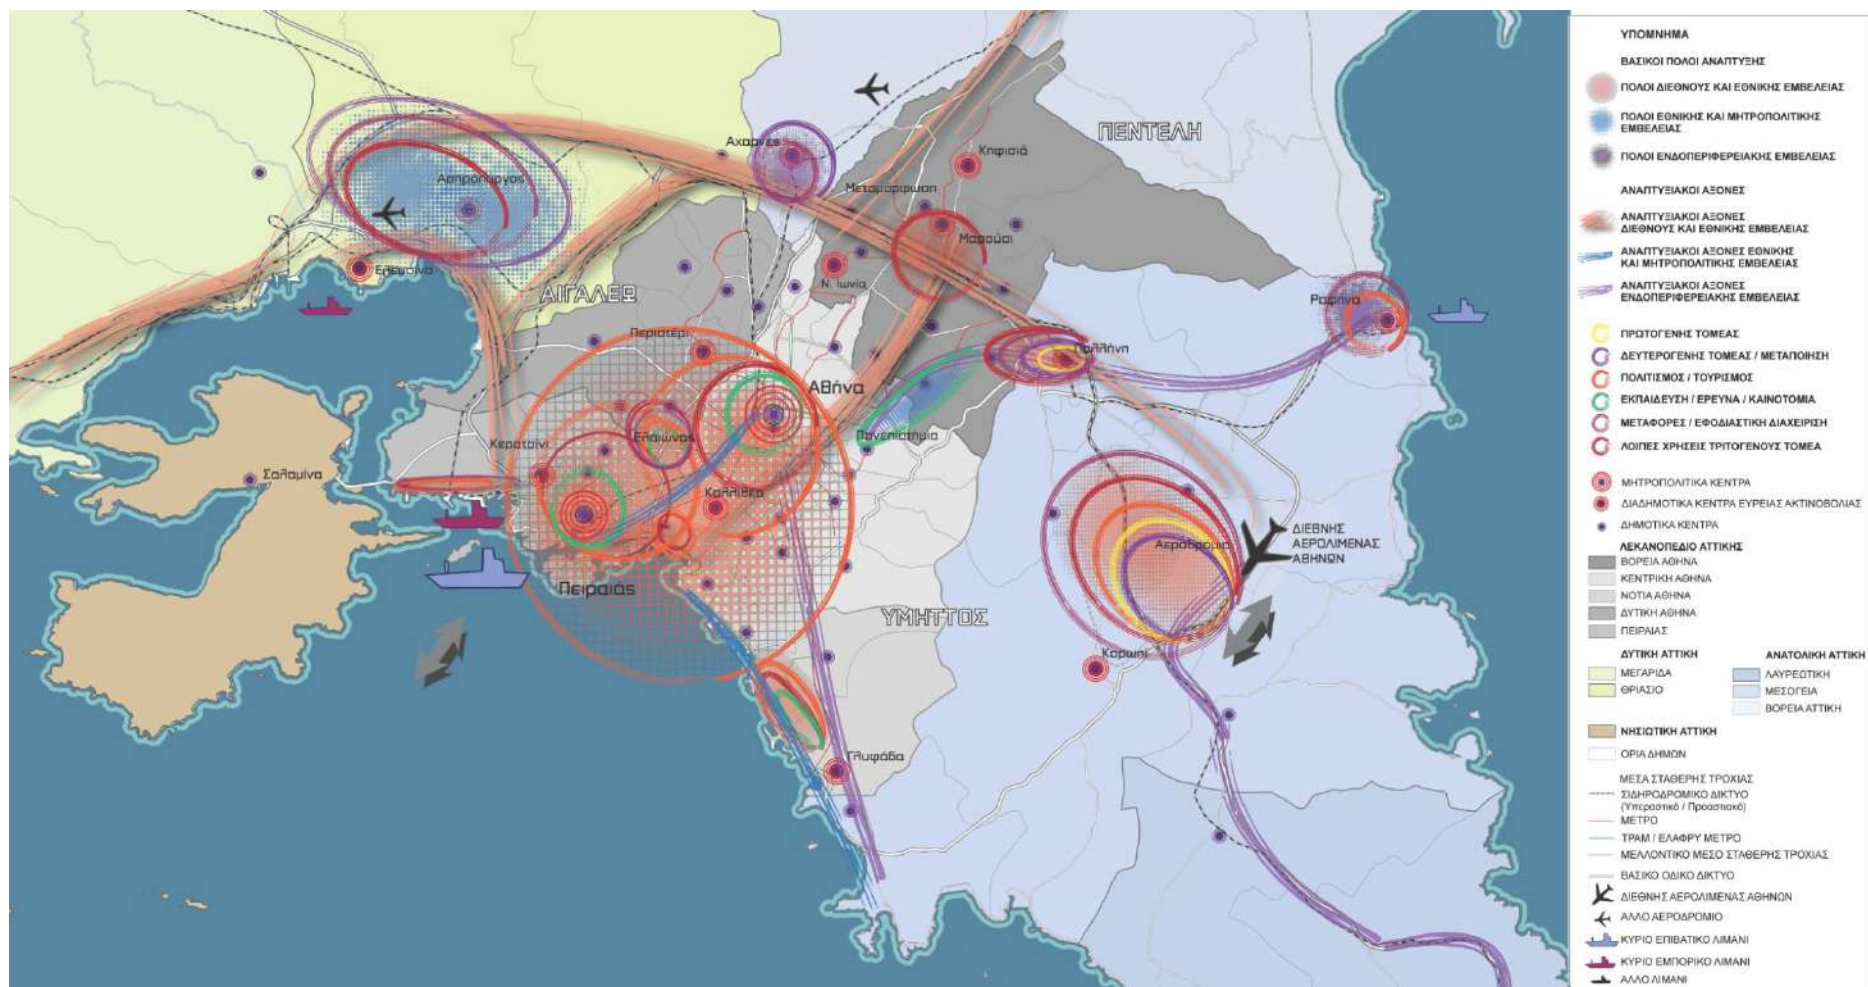 ΠΕΝΤΕΛΗ
Αχαρνές
Κηφισιά
Ασπρόπυργος
Μεταμόρφωση
Μαρούσι
Ελευσίνα
Ν. Ιωνία
ΑΙΓΑΛΕΩ
Ραφήνα
Περιστέρι
Παλλήνη
Αθήνα
Πανεπιστήμια
Κερατσίνι
Ελαιώνας
Σαλαμίνα
Καλλιθέα
ΔΙΕΘΝΗΣ
ΑΕΡΟΛΙΜΕΝΑΣ
ΑΘΗΝΩΝ
Αεροδρόμιο
Πειραιάς
ΥΜΗΤΤΟΣ
Κορωπί
Γλυφάδα
ΥΠΟΜΝΗΜΑ
ΒΑΣΙΚΟΙ ΠΟΛΟΙ ΑΝΑΠΤΥΞΗΣ
ΠΟΛΟΙ ΔΙΕΘΝΟΥΣ ΚΑΙ ΕΘΝΙΚΗΣ ΕΜΒΕΛΕΙΑΣ
ΠΟΛΟΙ ΕΘΝΙΚΗΣ ΚΑΙ ΜΗΤΡΟΠΟΛΙΤΙΚΗΣ
ΕΜΒΕΛΕΙΑΣ
ΠΟΛΟΙ ΕΝΔΟΠΕΡΙΦΕΡΕΙΑΚΗΣ ΕΜΒΕΛΕΙΑΣ
ΑΝΑΠΤΥΞΙΑΚΟΙ ΑΞΟΝΕΣ
ΑΝΑΠΤΥΞΙΑΚΟΙ ΑΞΟΝΕΣ
ΔΙΕΘΝΟΥΣ ΚΑΙ ΕΘΝΙΚΗΣ ΕΜΒΕΛΕΙΑΣ
ΑΝΑΠΤΥΞΙΑΚΟΙ ΑΞΟΝΕΣ ΕΘΝΙΚΗΣ
ΚΑΙ ΜΗΤΡΟΠΟΛΙΤΙΚΗΣ ΕΜΒΕΛΕΙΑΣ
ΑΝΑΠΤΥΞΙΑΚΟΙ ΑΞΟΝΕΣ
ΕΝΔΟΠΕΡΙΦΕΡΕΙΑΚΗΣ ΕΜΒΕΛΕΙΑΣ
ΠΡΩΤΟΓΕΝΗΣ ΤΟΜΕΑΣ
ΔΕΥΤΕΡΟΓΕΝΗΣ ΤΟΜΕΑΣ / ΜΕΤΑΠΟΙΗΣΗ
ΠΟΛΙΤΙΣΜΟΣ / ΤΟΥΡΙΣΜΟΣ
ΕΚΠΑΙΔΕΥΣΗ / ΕΡΕΥΝΑ / ΚΑΙΝΟΤΟΜΙΑ
ΜΕΤΑΦΟΡΕΣ / ΕΦΟΔΙΑΣΤΙΚΗ ΔΙΑΧΕΙΡΙΣΗ
ΛΟΙΠΕΣ ΧΡΗΣΕΙΣ ΤΡΙΤΟΓΕΝΟΥΣ ΤΟΜΕΑ
ΜΗΤΡΟΠΟΛΙΤΙΚΑ ΚΕΝΤΡΑ
ΔΙΑΔΗΜΟΤΙΚΑ ΚΕΝΤΡΑ ΕΥΡΕΙΑΣ ΑΚΤΙΝΟΒΟΛΙΑΣ
ΔΗΜΟΤΙΚΑ ΚΕΝΤΡΑ
ΛΕΚΑΝΟΠΕΔΙΟ ΑΤΤΙΚΗΣ
ΒΟΡΕΙΑ ΑΘΗΝΑ
ΚΕΝΤΡΙΚΗ ΑΘΗΝΑ
ΝΟΤΙΑ ΑΘΗΝΑ
ΔΥΤΙΚΗ ΑΘΗΝΑ
ΠΕΙΡΑΙΑΣ
ΔΥΤΙΚΗ ΑΤΤΙΚΗ
ΜΕΓΑΡΙΔΑ
ΘΡΙΑΣΙΟ
ΑΝΑΤΟΛΙΚΗ ΑΤΤΙΚΗ
ΛΑΥΡΕΩΤΙΚΗ
ΜΕΣΟΓΕΙΑ
ΒΟΡΕΙΑ ΑΤΤΙΚΗ
ΝΗΣΙΩΤΙΚΗ ΑΤΤΙΚΗ
ΟΡΙΑ ΔΗΜΩΝ
ΜΕΣΑ ΣΤΑΘΕΡΗΣ ΤΡΟΧΙΑΣ
ΣΙΔΗΡΟΔΡΟΜΙΚΟ ΔΙΚΤΥΟ
(Υπεραστικό / Προαστιακό)
ΜΕΤΡΟ
ΤΡΑΜ / ΕΛΑΦΡΥ ΜΕΤΡΟ
ΜΕΛΛΟΝΤΙΚΟ ΜΕΣΟ ΣΤΑΘΕΡΗΣ ΤΡΟΧΙΑΣ
ΒΑΣΙΚΟ ΟΔΙΚΟ ΔΙΚΤΥΟ
ΔΙΕΘΝΗΣ ΑΕΡΟΛΙΜΕΝΑΣ ΑΘΗΝΩΝ
ΑΛΛΟ ΑΕΡΟΔΡΟΜΙΟ
ΚΥΡΙΟ ΕΠΙΒΑΤΙΚΟ ΛΙΜΑΝΙ
ΚΥΡΙΟ ΕΜΠΟΡΙΚΟ ΛΙΜΑΝΙ
ΑΛΛΟ ΛΙΜΑΝΙ